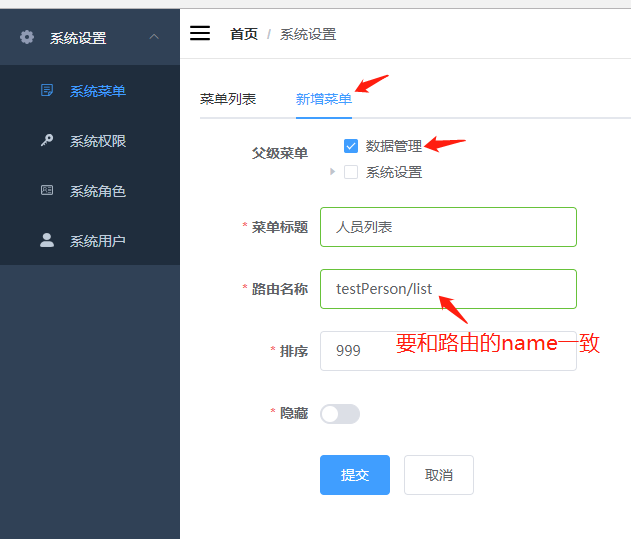 系统设置
首页 / 系统设置
系统菜单
系统权限
系统角色
系统用户
菜单列表 新增菜单
父级菜单
数据管理
系统设置
* 菜单标题 人员列表
* 路由名称 testPerson/list
要和路由的name一致
* 排序 999
* 隐藏
提交 取消